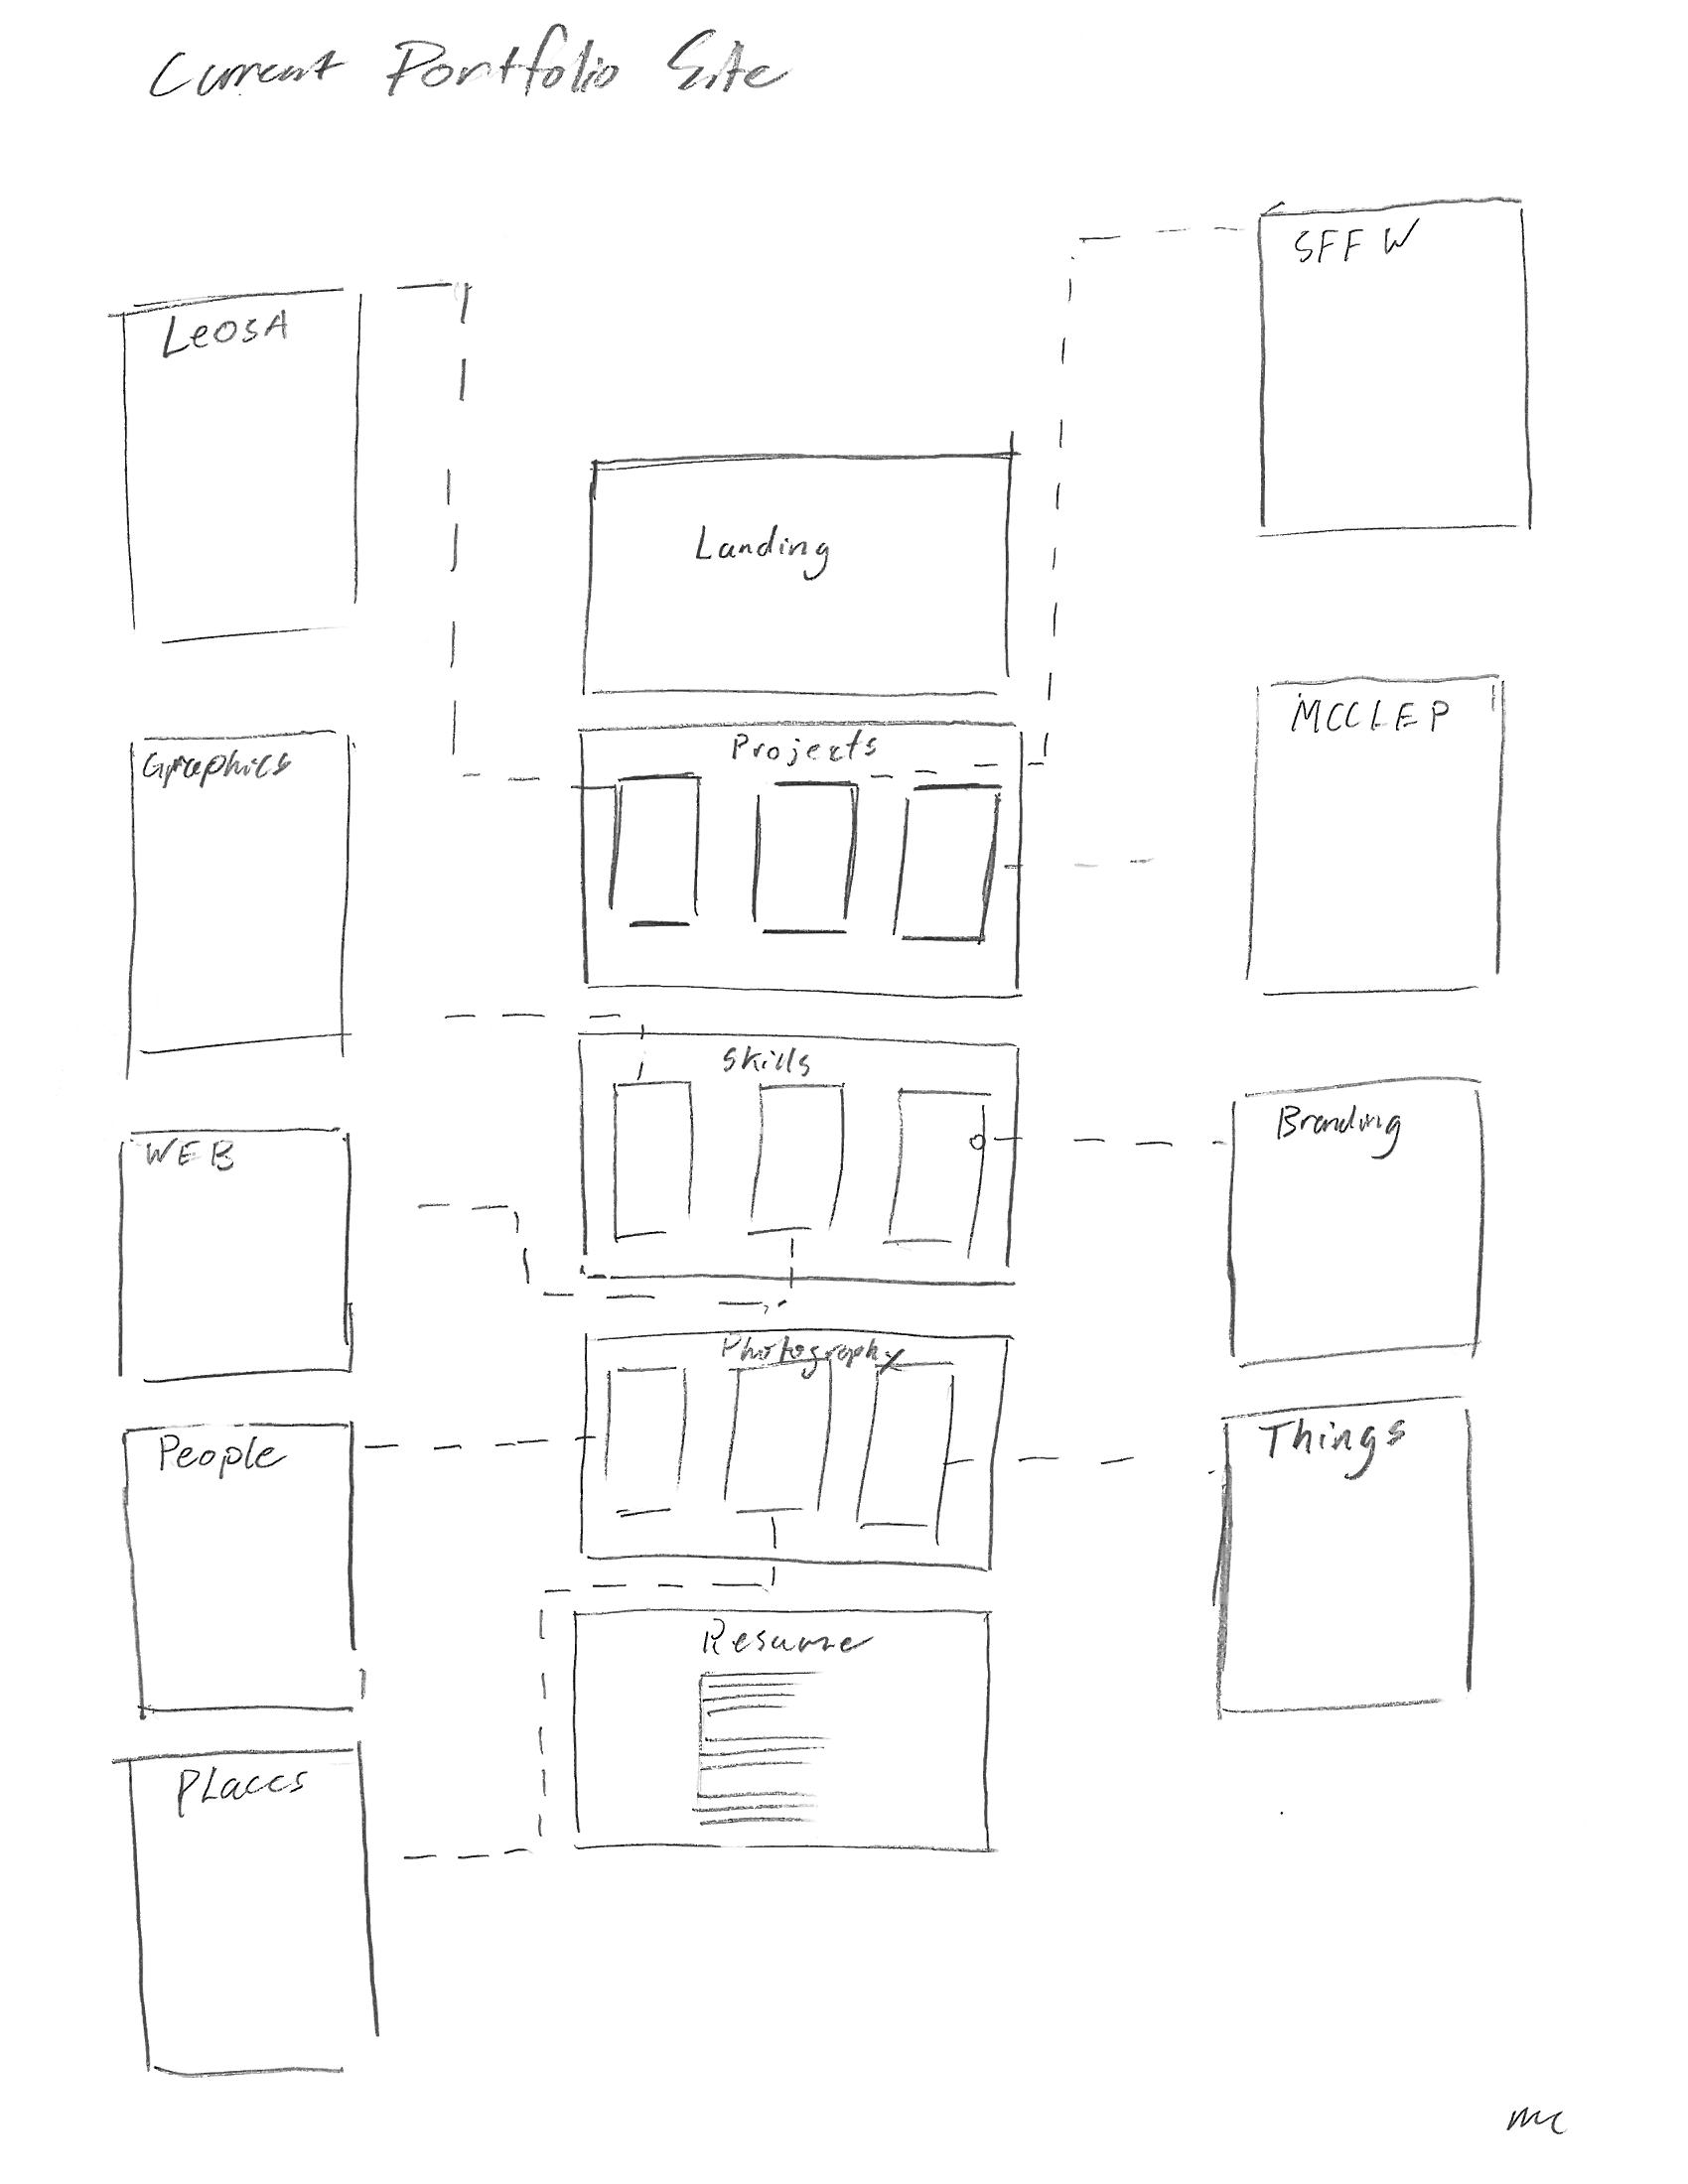 Current Portfolio Site
SFFW
LeOSA
Landing
MCCLEP
Projects
Graphics
Skills
Branding
WEB
Photography
Things
People
Resume
PLaces
mc